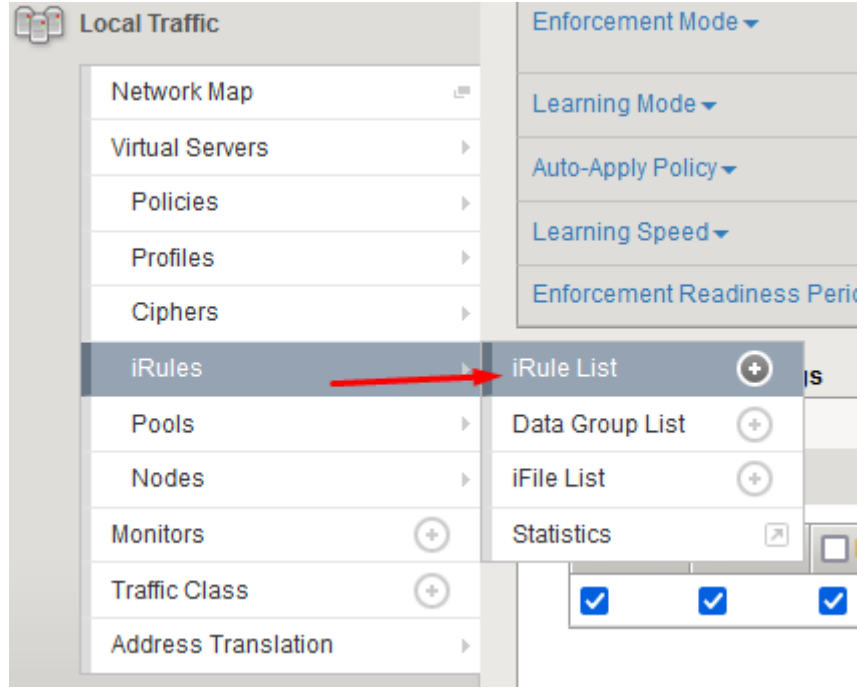 Local Traffic
Network Map
Virtual Servers
Policies
Profiles
Ciphers
iRules
Pools
Nodes
Monitors
Traffic Class
Address Translation
iRule List
Data Group List
iFile List
Statistics
Enforcement Mode
Learning Mode
Auto-Apply Policy
Learning Speed
Enforcement Readiness